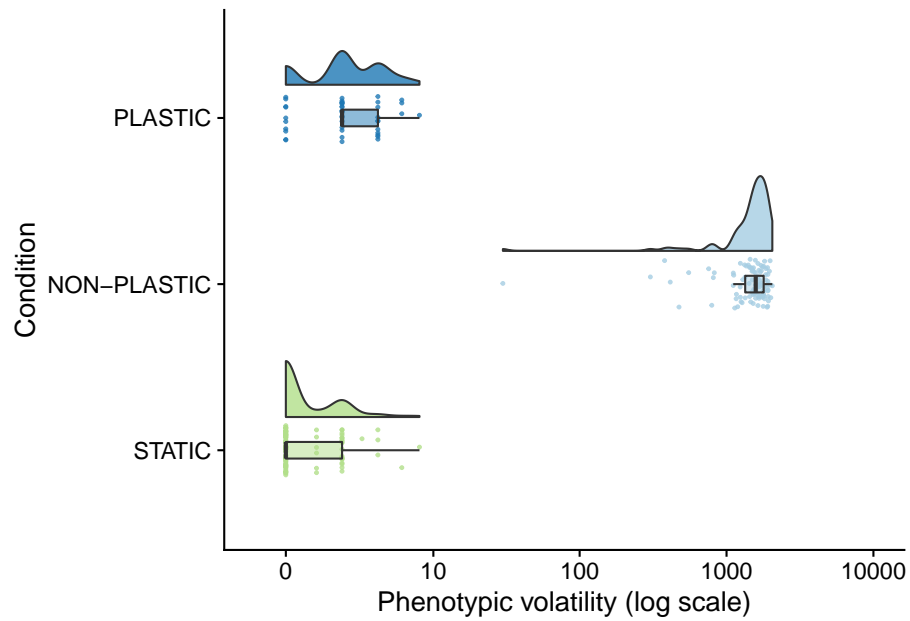 PLASTIC
NON−PLASTIC
STATIC
Condition
0 10 100 1000 10000
Phenotypic volatility (log scale)